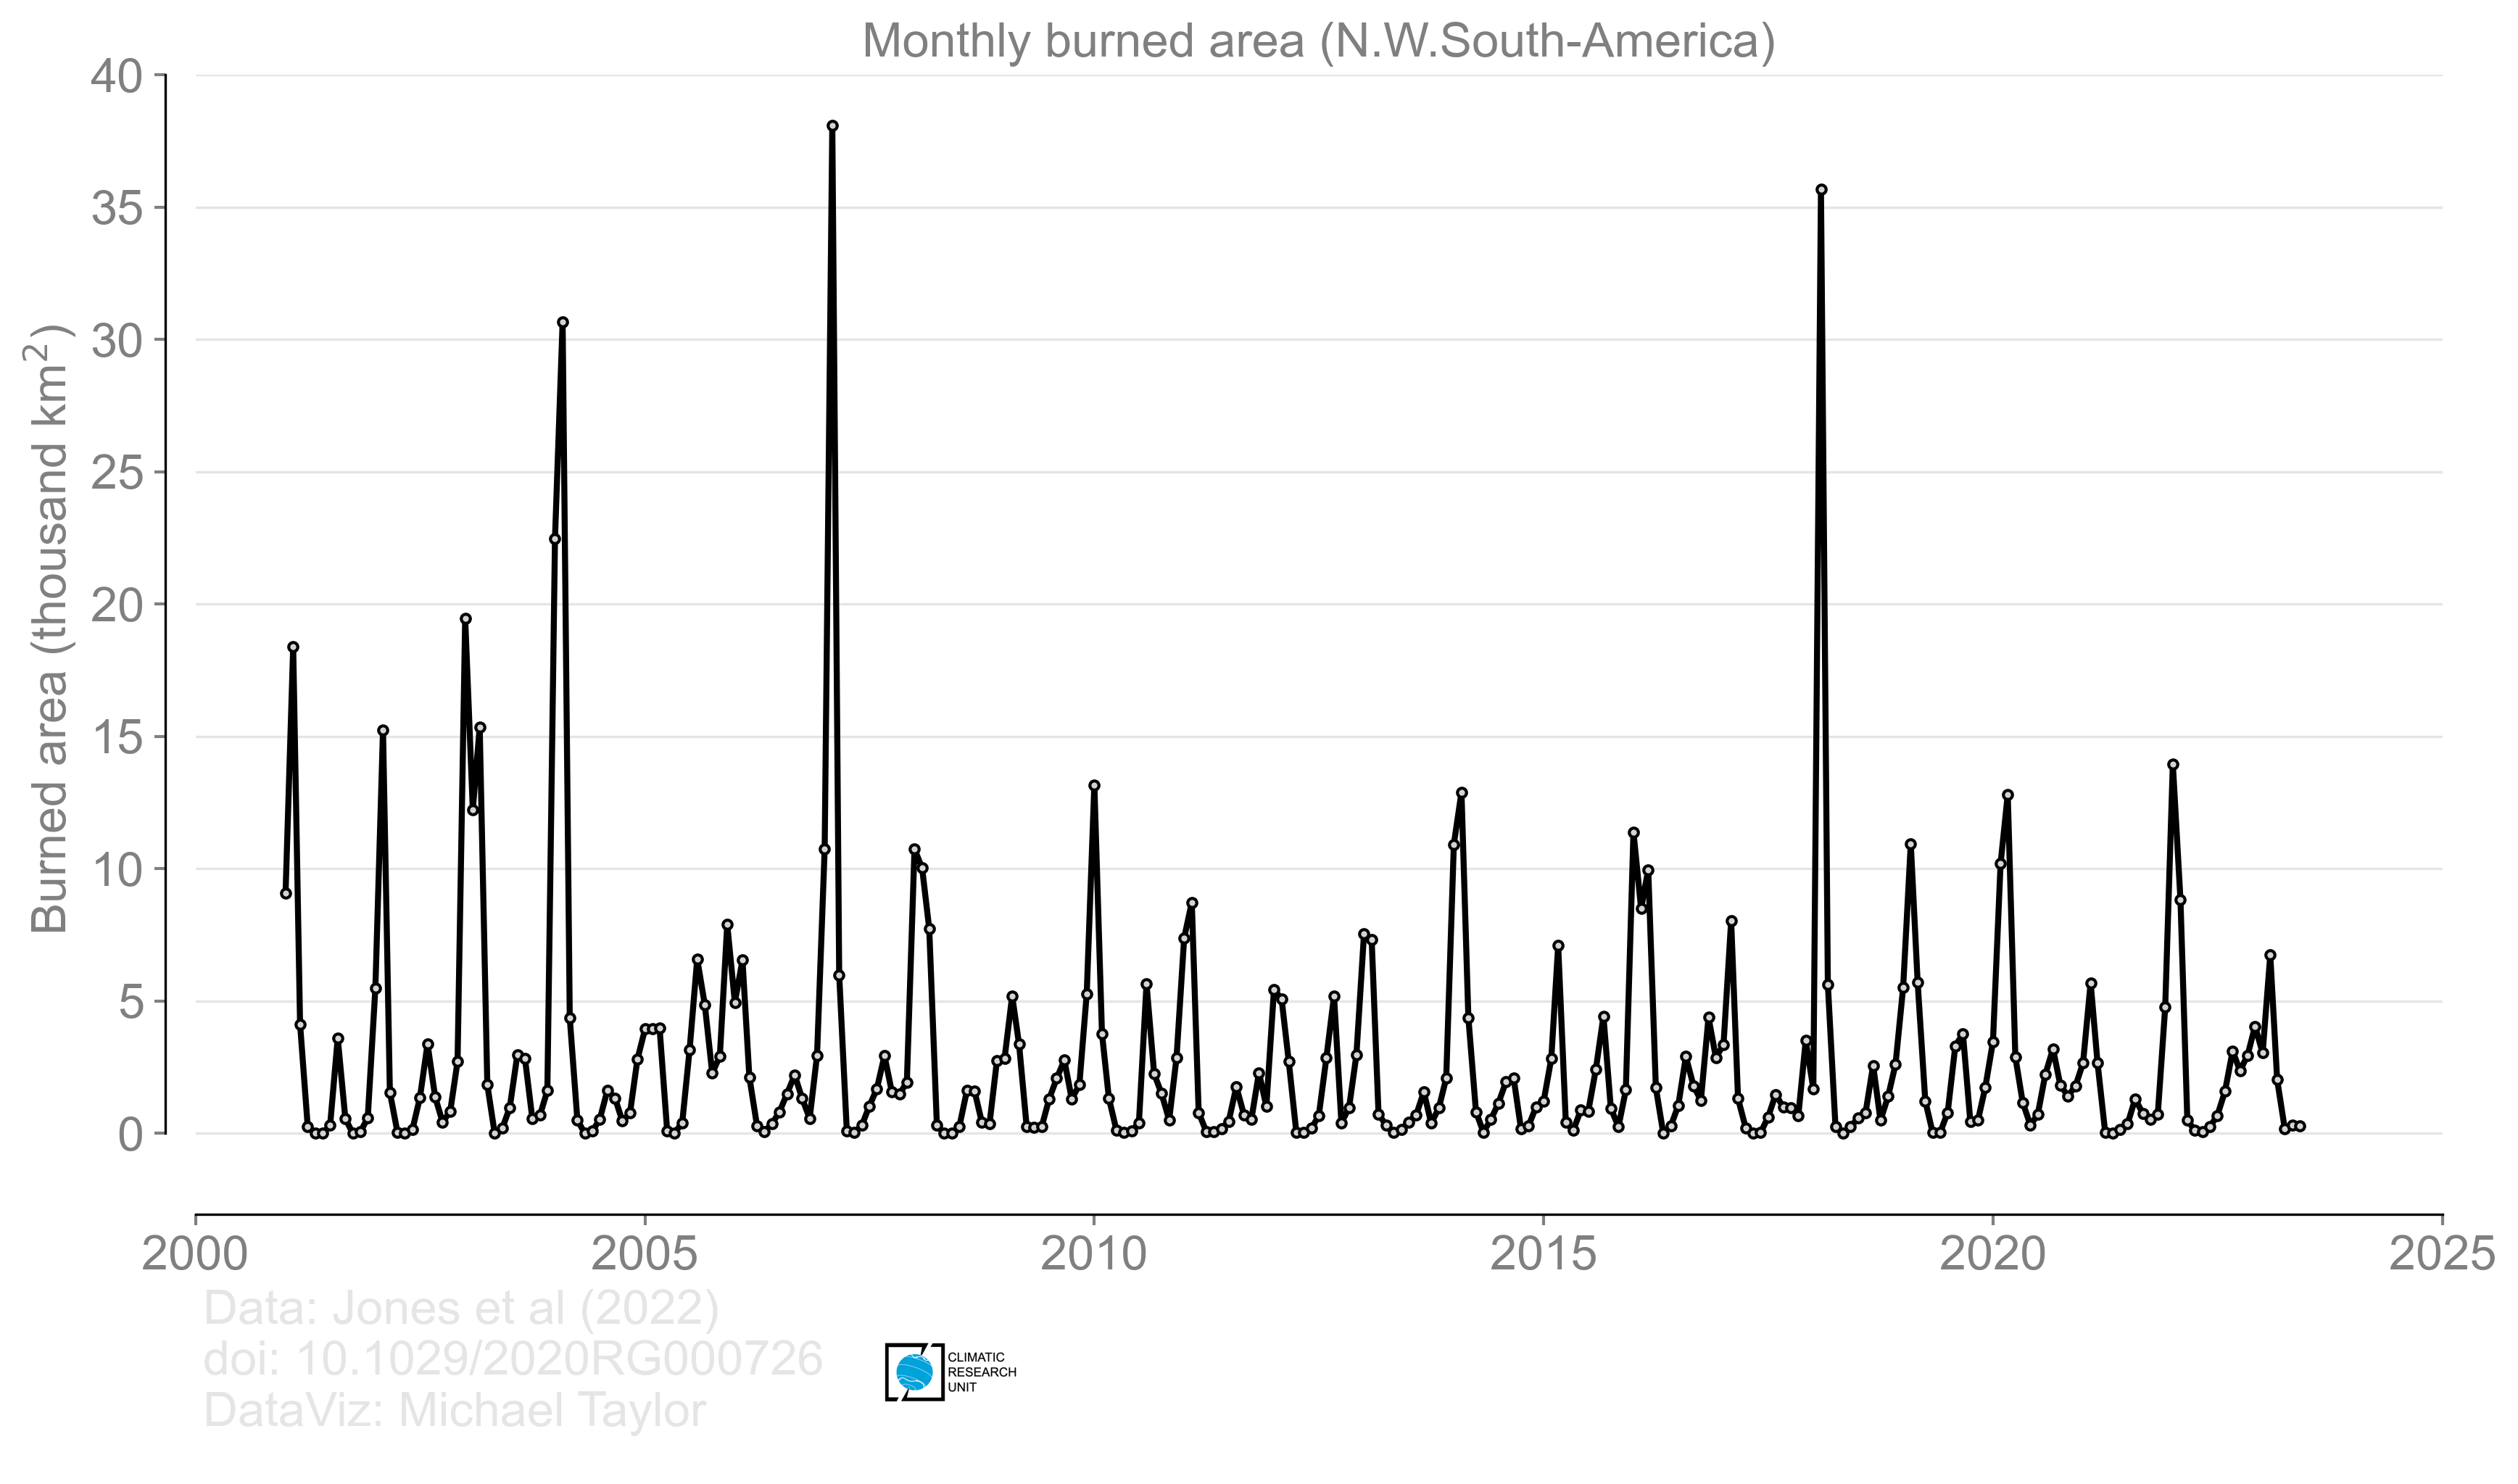 Monthly burned area (N.W.South-America)
Burned area (thousand km²)
40
35
30
25
20
15
10
5
0
2000 2005 2010 2015 2020 2025
Data: Jones et al (2022)
doi: 10.1029/2020RG000726
DataViz: Michael Taylor
CLIMATIC
RESEARCH
UNIT